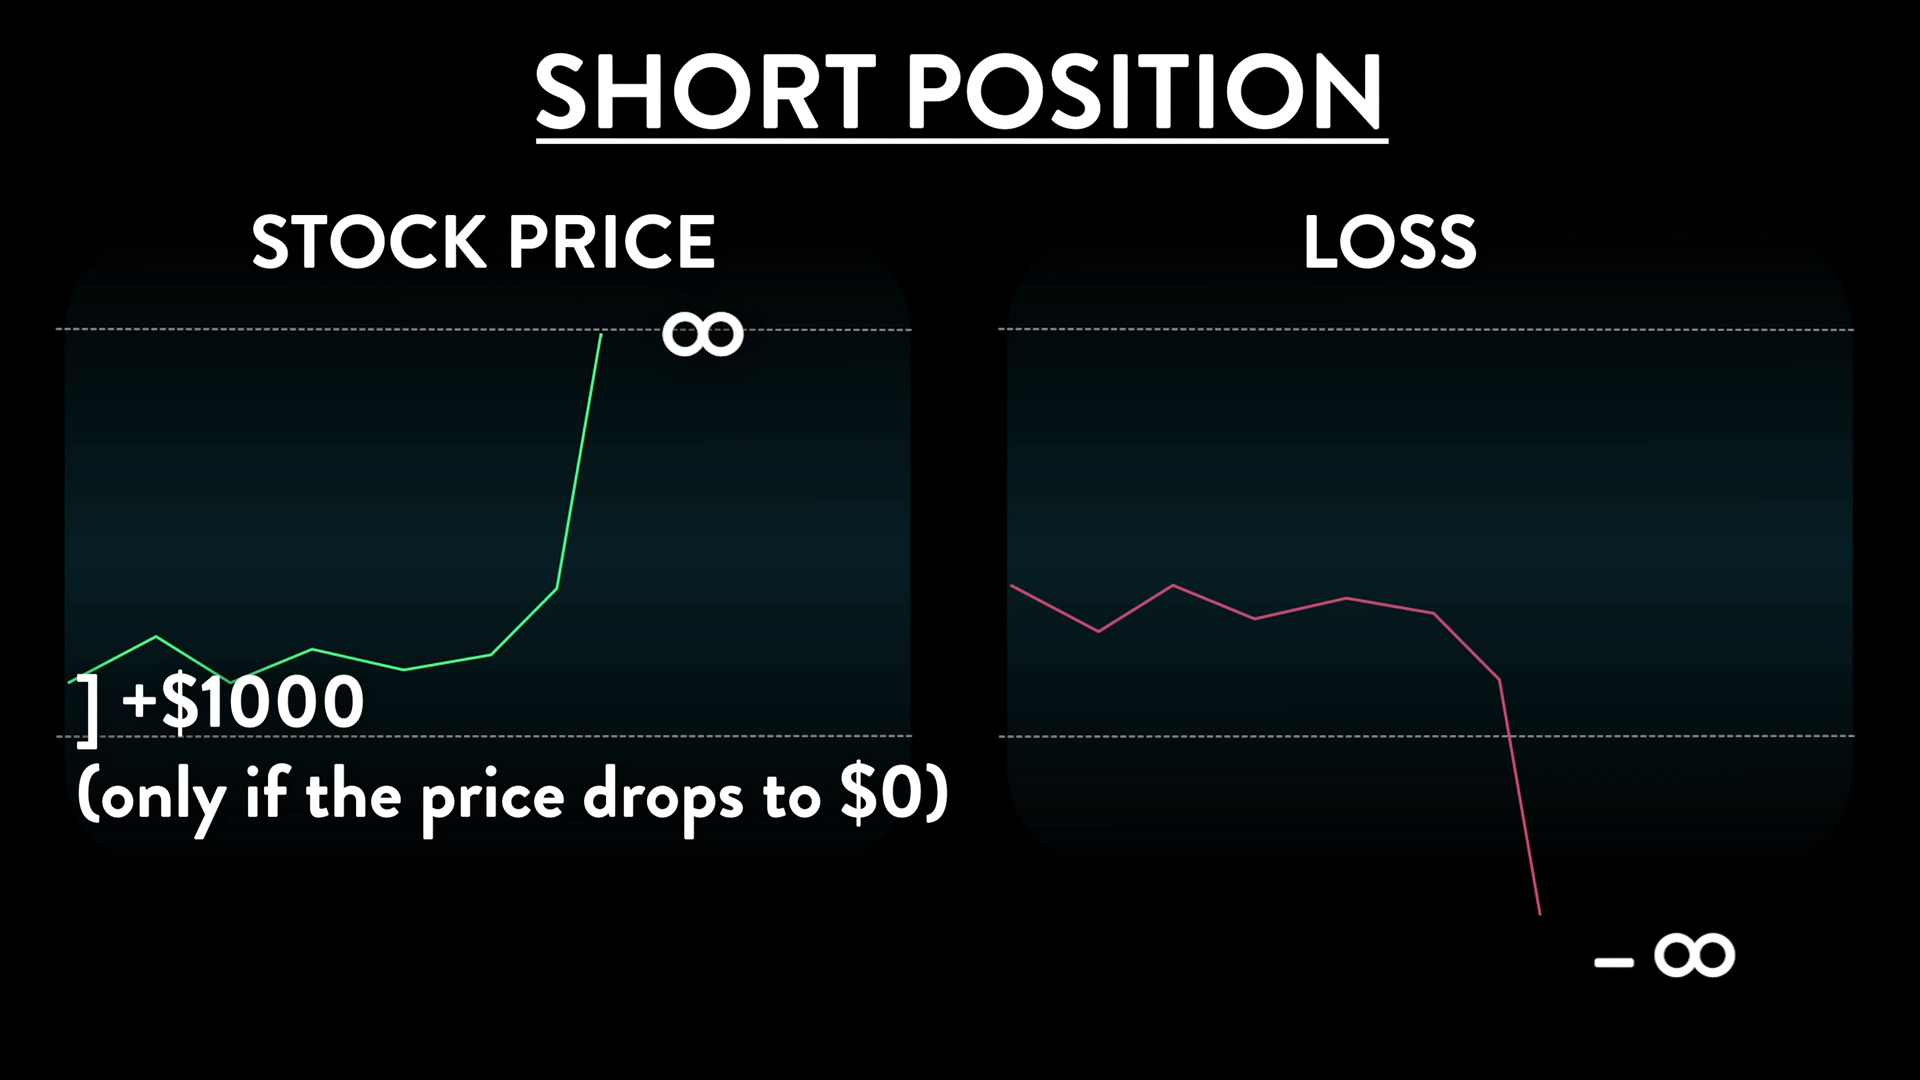 SHORT POSITION
STOCK PRICE
∞
] +$1000
(only if the price drops to $0)
LOSS
– ∞